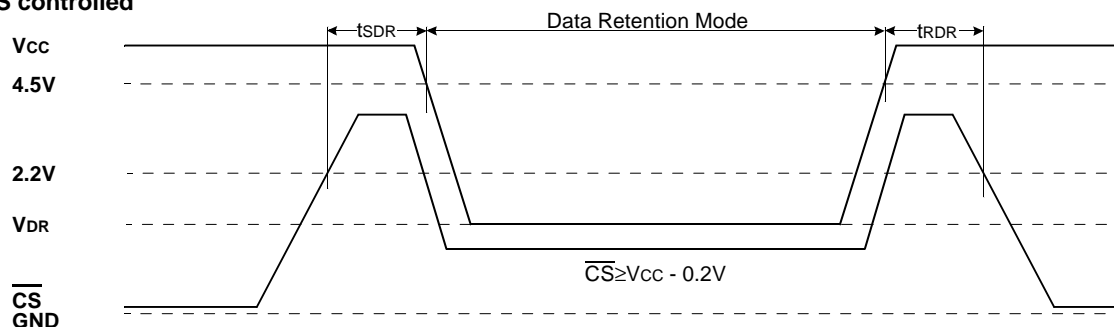 controlled
tSDR
Data Retention Mode
tRDR
VCC
4.5V
2.2V
VDR
CS≥VCC - 0.2V
CS
GND